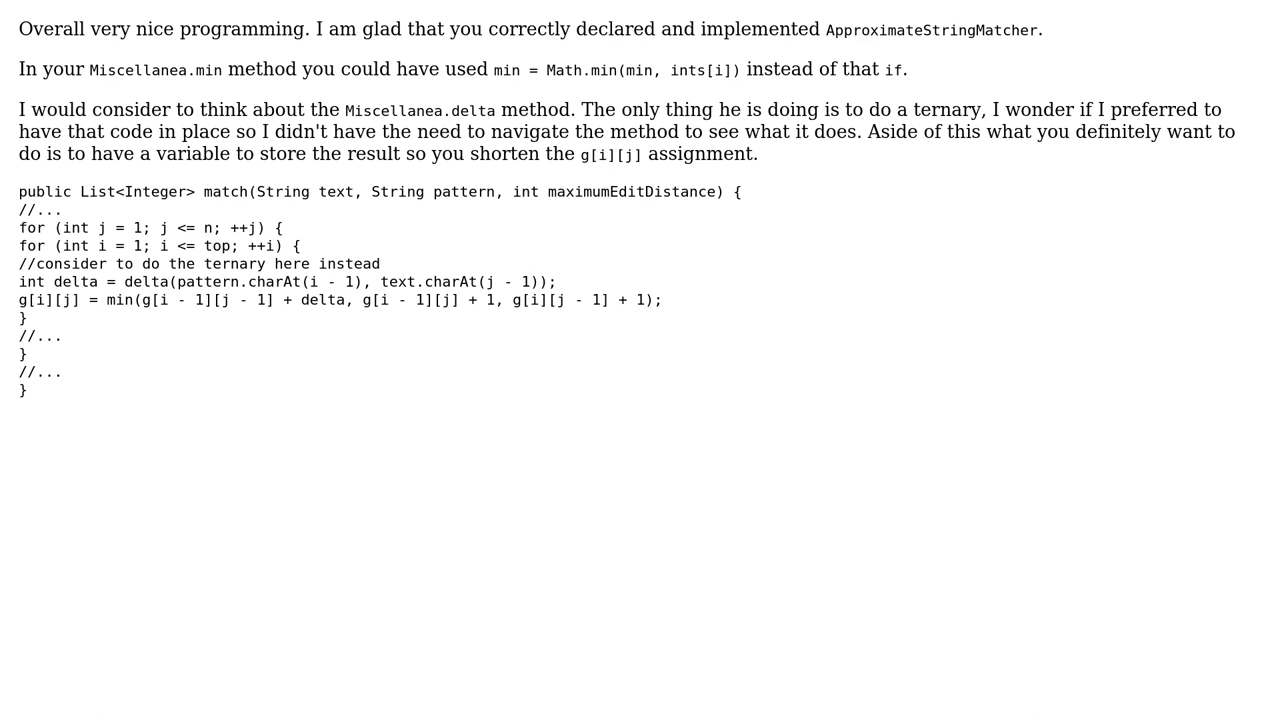 Overall very nice programming. I am glad that you correctly declared and implemented ApproximateStringMatcher.
In your Miscellanea.min method you could have used min = Math.min(min, ints[i]) instead of that if.
I would consider to think about the Miscellanea.delta method. The only thing he is doing is to do a ternary, I wonder if I preferred to
have that code in place so I didn't have the need to navigate the method to see what it does. Aside of this what you definitely want to
do is to have a variable to store the result so you shorten the g[i][j] assignment.
public List<Integer> match(String text, String pattern, int maximumEditDistance) {
//...
for (int j = 1; j <= n; ++j) {
for (int i = 1; i <= top; ++i) {
//consider to do the ternary here instead
int delta = delta(pattern.charAt(i - 1), text.charAt(j - 1));
g[i][j] = min(g[i - 1][j - 1] + delta, g[i - 1][j] + 1, g[i][j - 1] + 1);
}
//...
}
//...
}